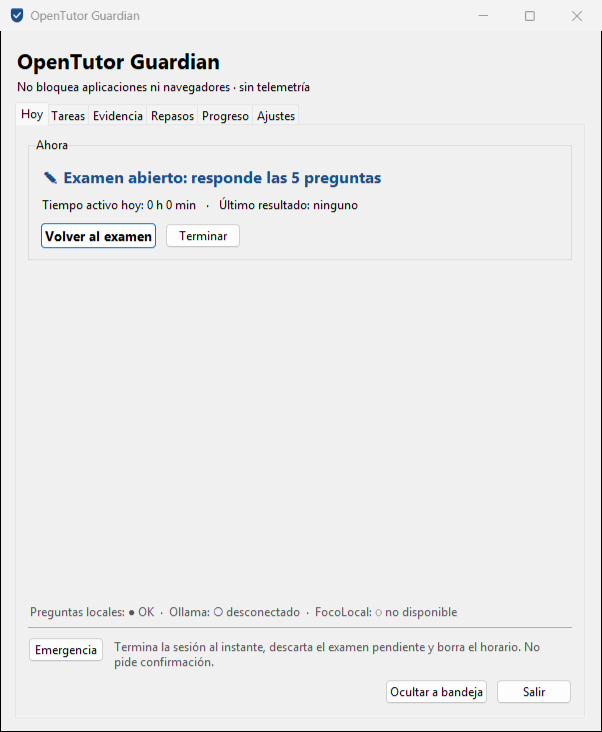 OpenTutor Guardian
OpenTutor Guardian
No bloquea aplicaciones ni navegadores · sin telemetría
Hoy Tareas Evidencia Repasos Progreso Ajustes
Ahora
Examen abierto: responde las 5 preguntas
Tiempo activo hoy: 0 h 0 min · Último resultado: ninguno
Volver al examen Terminar
Preguntas locales: ● OK · Ollama: ○ desconectado · FocoLocal: ○ no disponible
Emergencia Termina la sesión al instante, descarta el examen pendiente y borra el horario. No
pide confirmación.
Ocultar a bandeja Salir